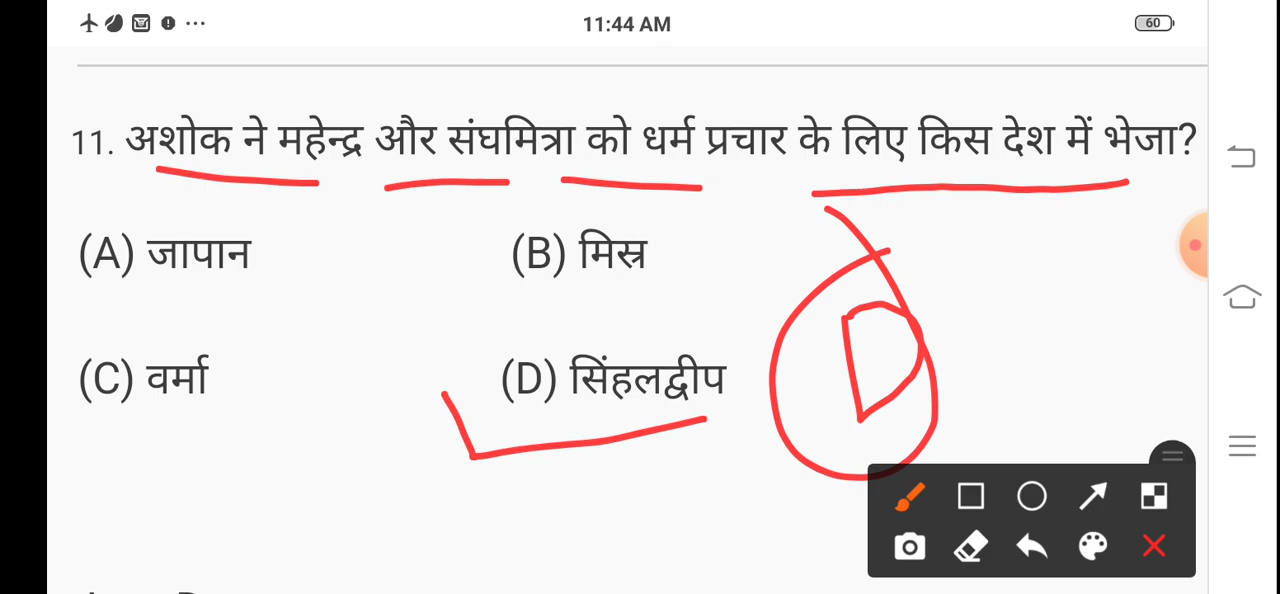 11:44 AM
60
11. अशोक ने महेन्द्र और संघमित्रा को धर्म प्रचार के लिए किस देश में भेजा?
(A) जापान (B) मिस्र
(C) वर्मा (D) सिंहलद्वीप
D